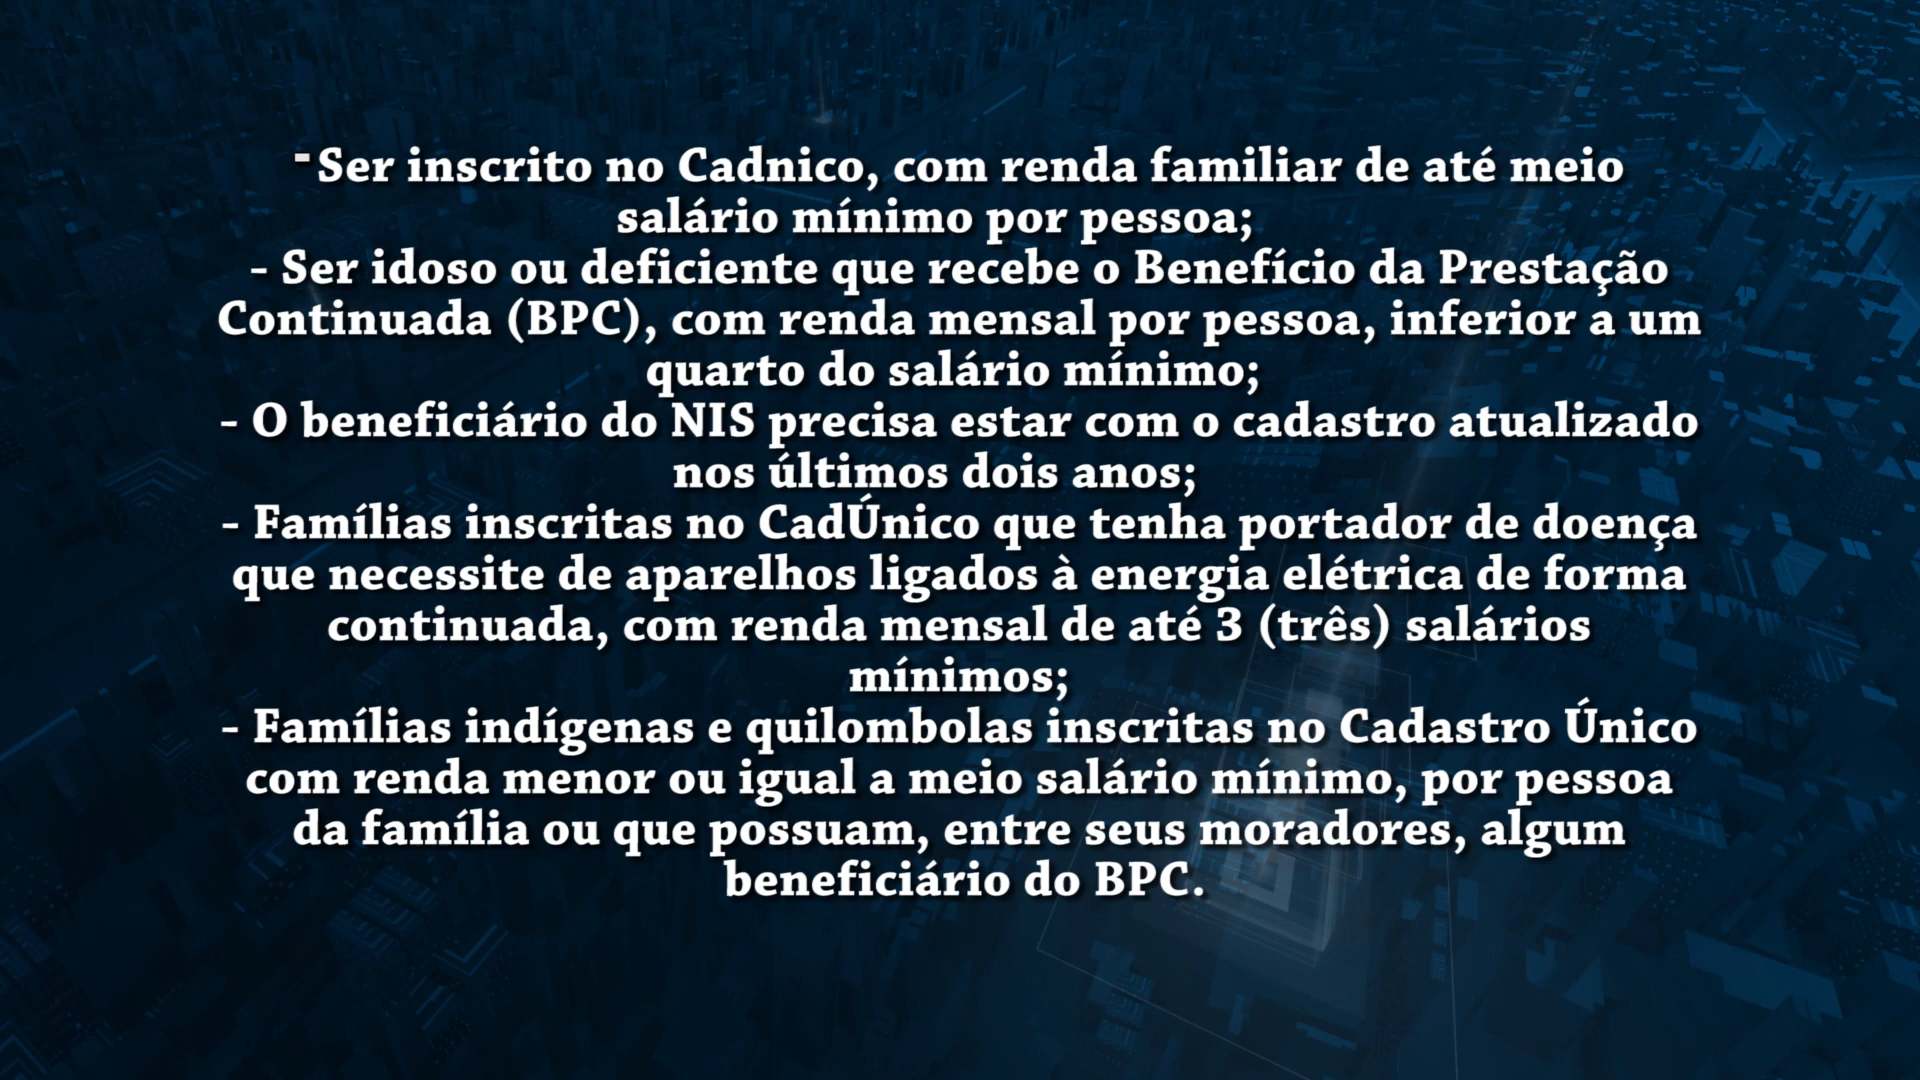 - Ser inscrito no Cadnico, com renda familiar de até meio
salário mínimo por pessoa;
- Ser idoso ou deficiente que recebe o Benefício da Prestação
Continuada (BPC), com renda mensal por pessoa, inferior a um
quarto do salário mínimo;
- O beneficiário do NIS precisa estar com o cadastro atualizado
nos últimos dois anos;
- Famílias inscritas no CadÚnico que tenha portador de doença
que necessite de aparelhos ligados à energia elétrica de forma
continuada, com renda mensal de até 3 (três) salários
mínimos;
- Famílias indígenas e quilombolas inscritas no Cadastro Único
com renda menor ou igual a meio salário mínimo, por pessoa
da família ou que possuam, entre seus moradores, algum
beneficiário do BPC.